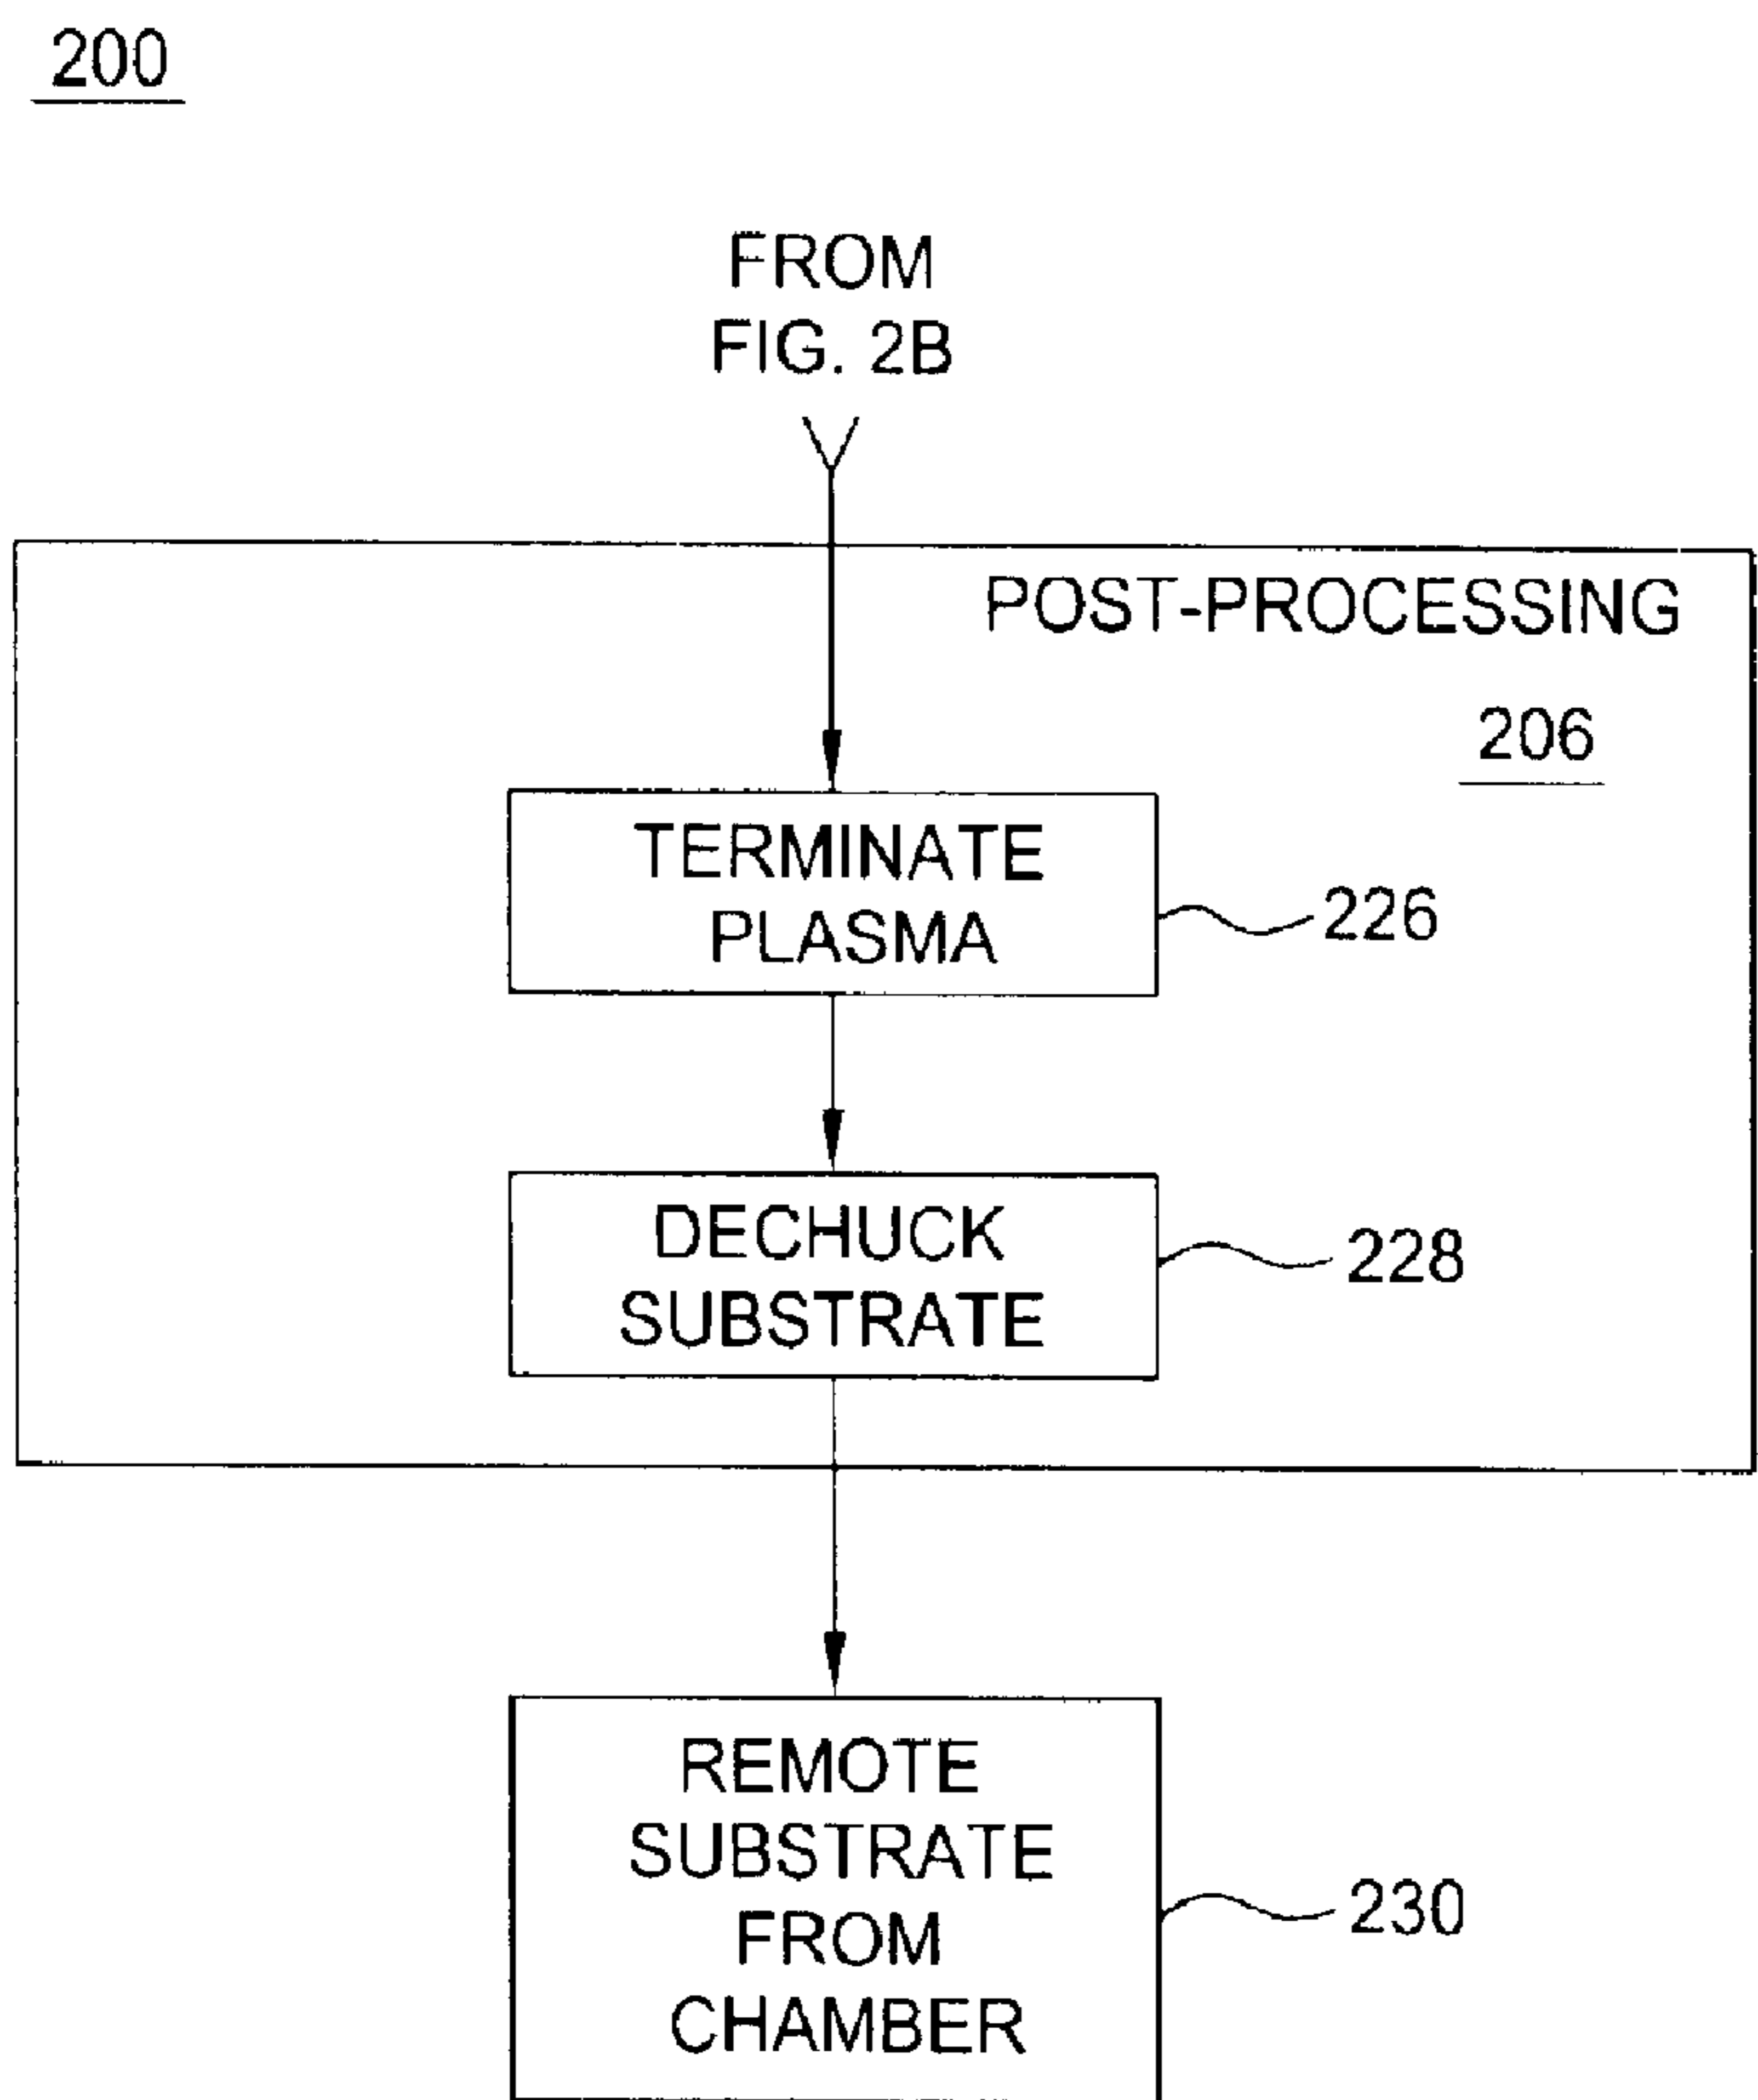 200
FROM
FIG. 2B
POST-PROCESSING
206
TERMINATE
PLASMA
226
DECHUCK
SUBSTRATE
228
REMOTE
SUBSTRATE
FROM
CHAMBER
230